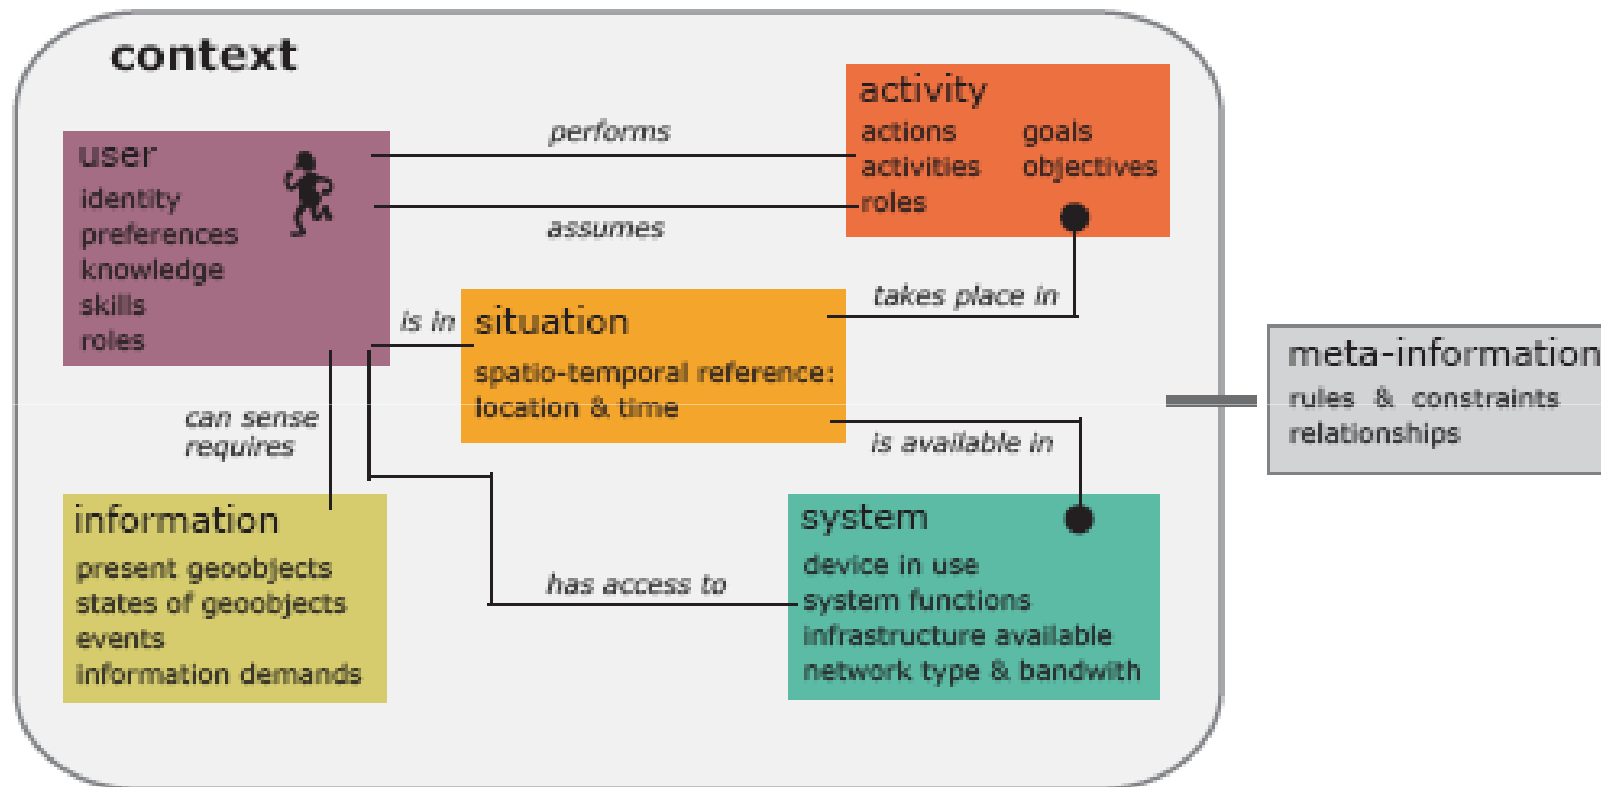 context
user
identity
preferences
knowledge
skills
roles
performs
assumes
activity
actions goals
activities objectives
roles
is in
situation
spatio-temporal reference:
location & time
takes place in
is available in
can sense
requires
information
present geoobjects
states of geoobjects
events
information demands
has access to
system
device in use
system functions
infrastructure available
network type & bandwith
meta-information
rules & constraints
relationships